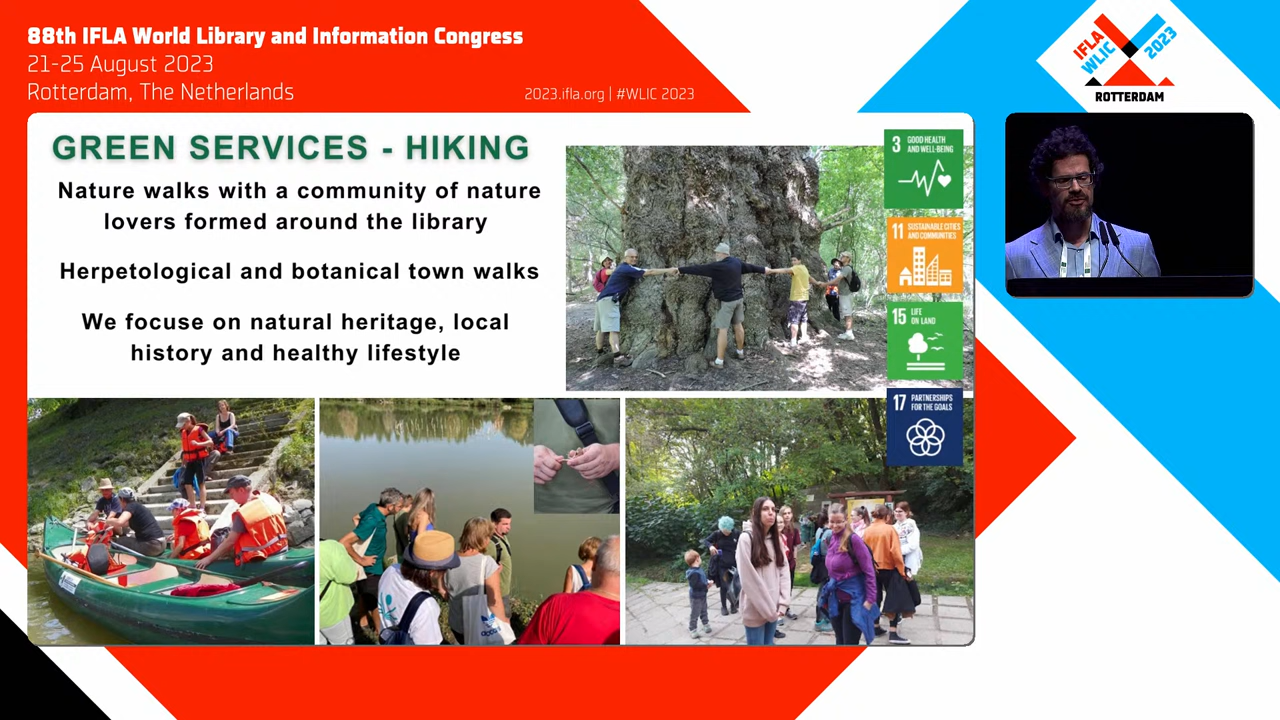 88th IFLA World Library and Information Congress
21-25 August 2023
Rotterdam, The Netherlands
2023.ifla.org | #WLIC 2023
IFLA
WLIC
2023
ROTTERDAM
GREEN SERVICES - HIKING
Nature walks with a community of nature
lovers formed around the library
Herpetological and botanical town walks
We focus on natural heritage, local
history and healthy lifestyle
3 GOOD HEALTH
AND WELL-BEING
11 SUSTAINABLE CITIES
AND COMMUNITIES
15 LIFE
ON LAND
17 PARTNERSHIPS
FOR THE GOALS
adidas